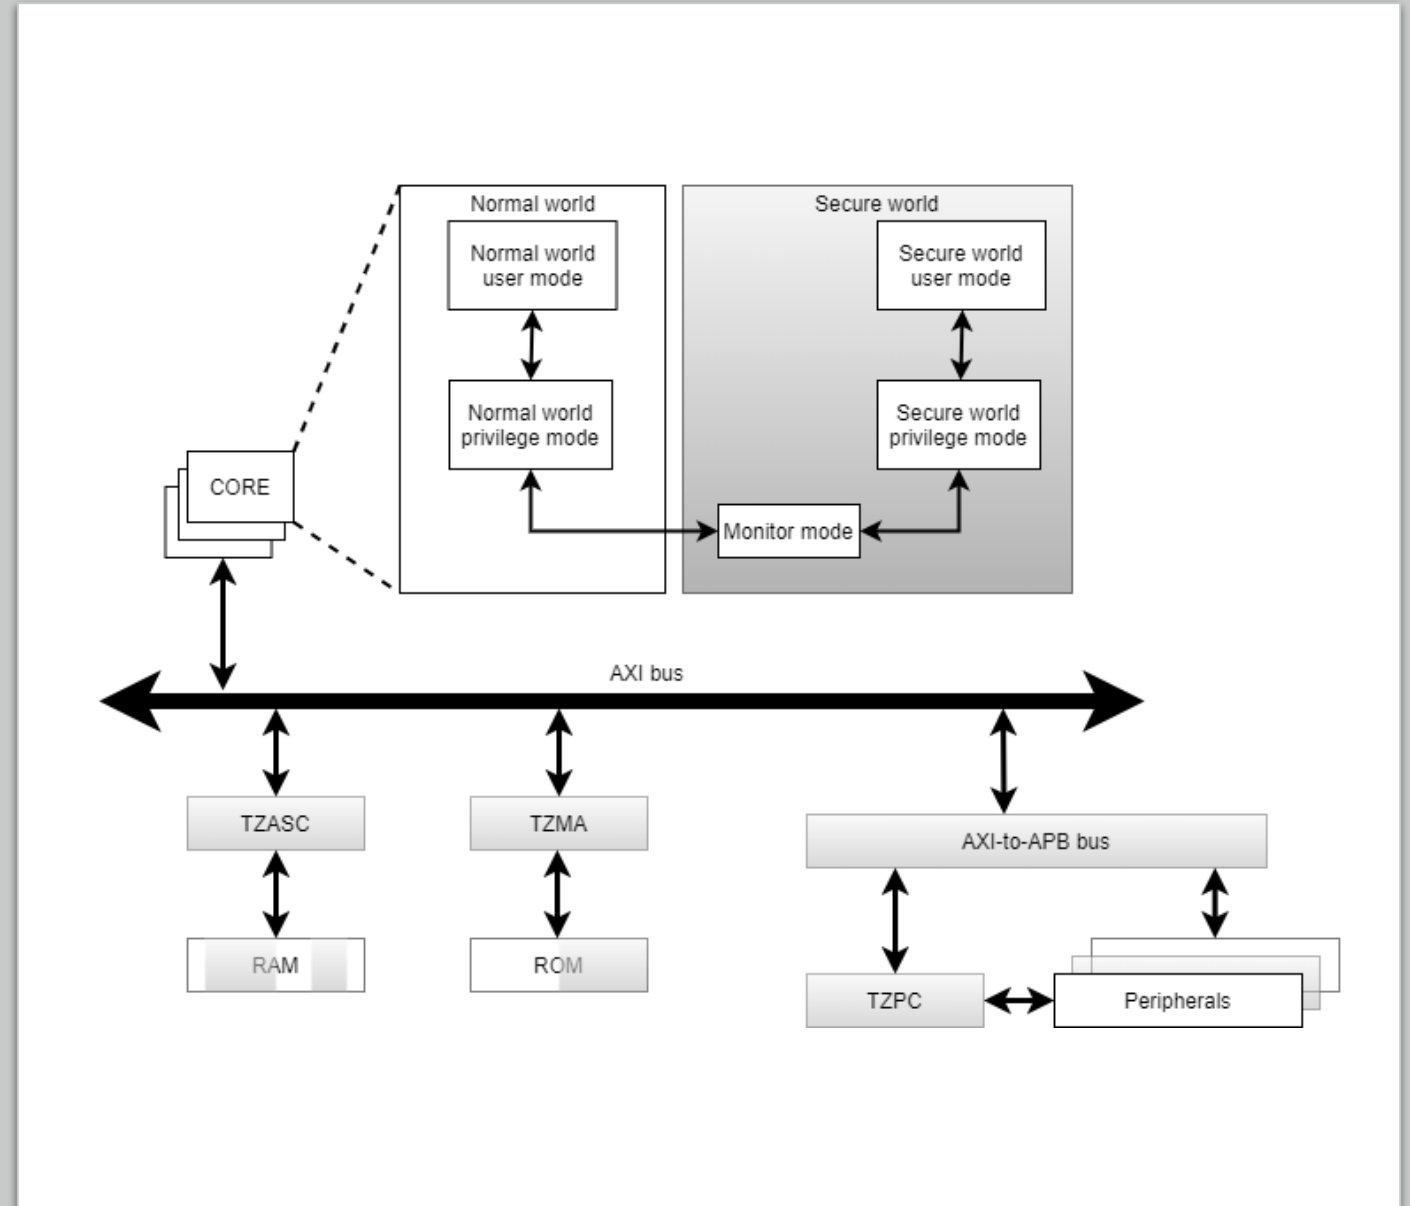 Normal world
Secure world
Normal world
user mode
Secure world
user mode
Normal world
privilege mode
Secure world
privilege mode
CORE
Monitor mode
AXI bus
TZASC
TZMA
AXI-to-APB bus
RAM
ROM
TZPC
Peripherals